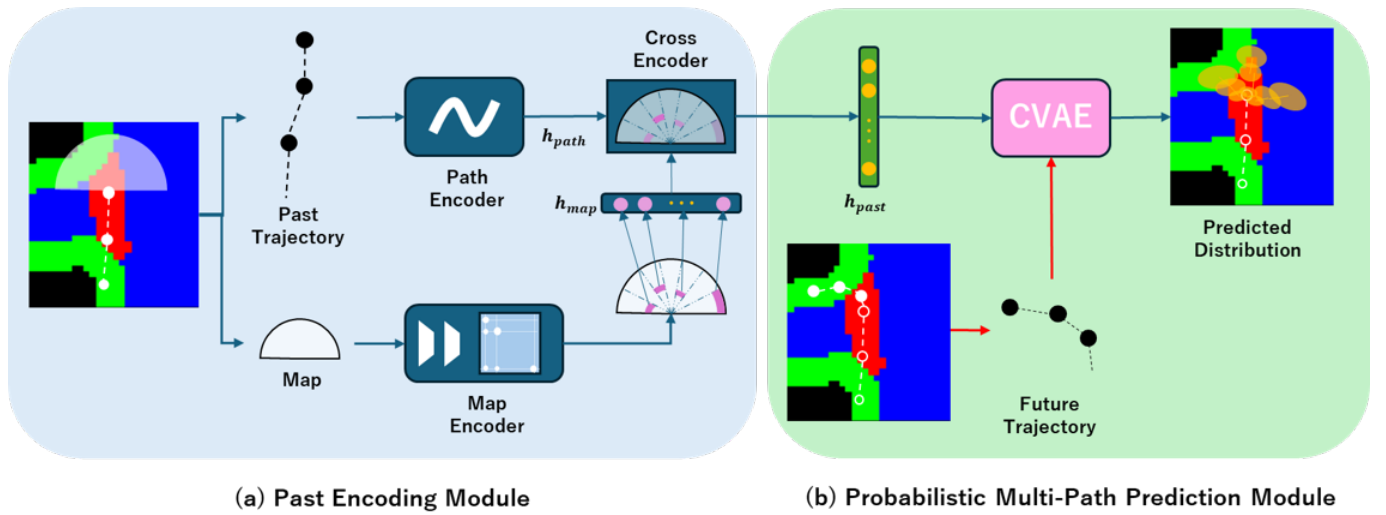 Past
Trajectory
Path
Encoder
h_path
Cross
Encoder
h_map
Map
Map
Encoder
h_past
CVAE
Predicted
Distribution
Future
Trajectory
(a) Past Encoding Module
(b) Probabilistic Multi-Path Prediction Module